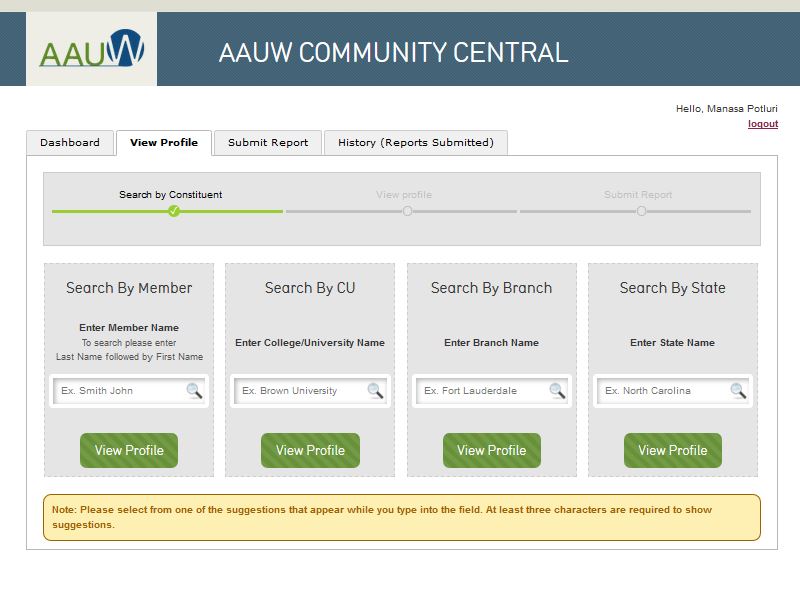 AAUW
AAUW COMMUNITY CENTRAL
Hello, Manasa Potluri
logout
Dashboard
View Profile
Submit Report
History (Reports Submitted)
Search by Constituent
View profile
Submit Report
Search By Member
Enter Member Name
To search please enter
Last Name followed by First Name
Ex. Smith John
View Profile
Search By CU
Enter College/University Name
Ex. Brown University
View Profile
Search By Branch
Enter Branch Name
Ex. Fort Lauderdale
View Profile
Search By State
Enter State Name
Ex. North Carolina
View Profile
Note: Please select from one of the suggestions that appear while you type into the field. At least three characters are required to show
suggestions.